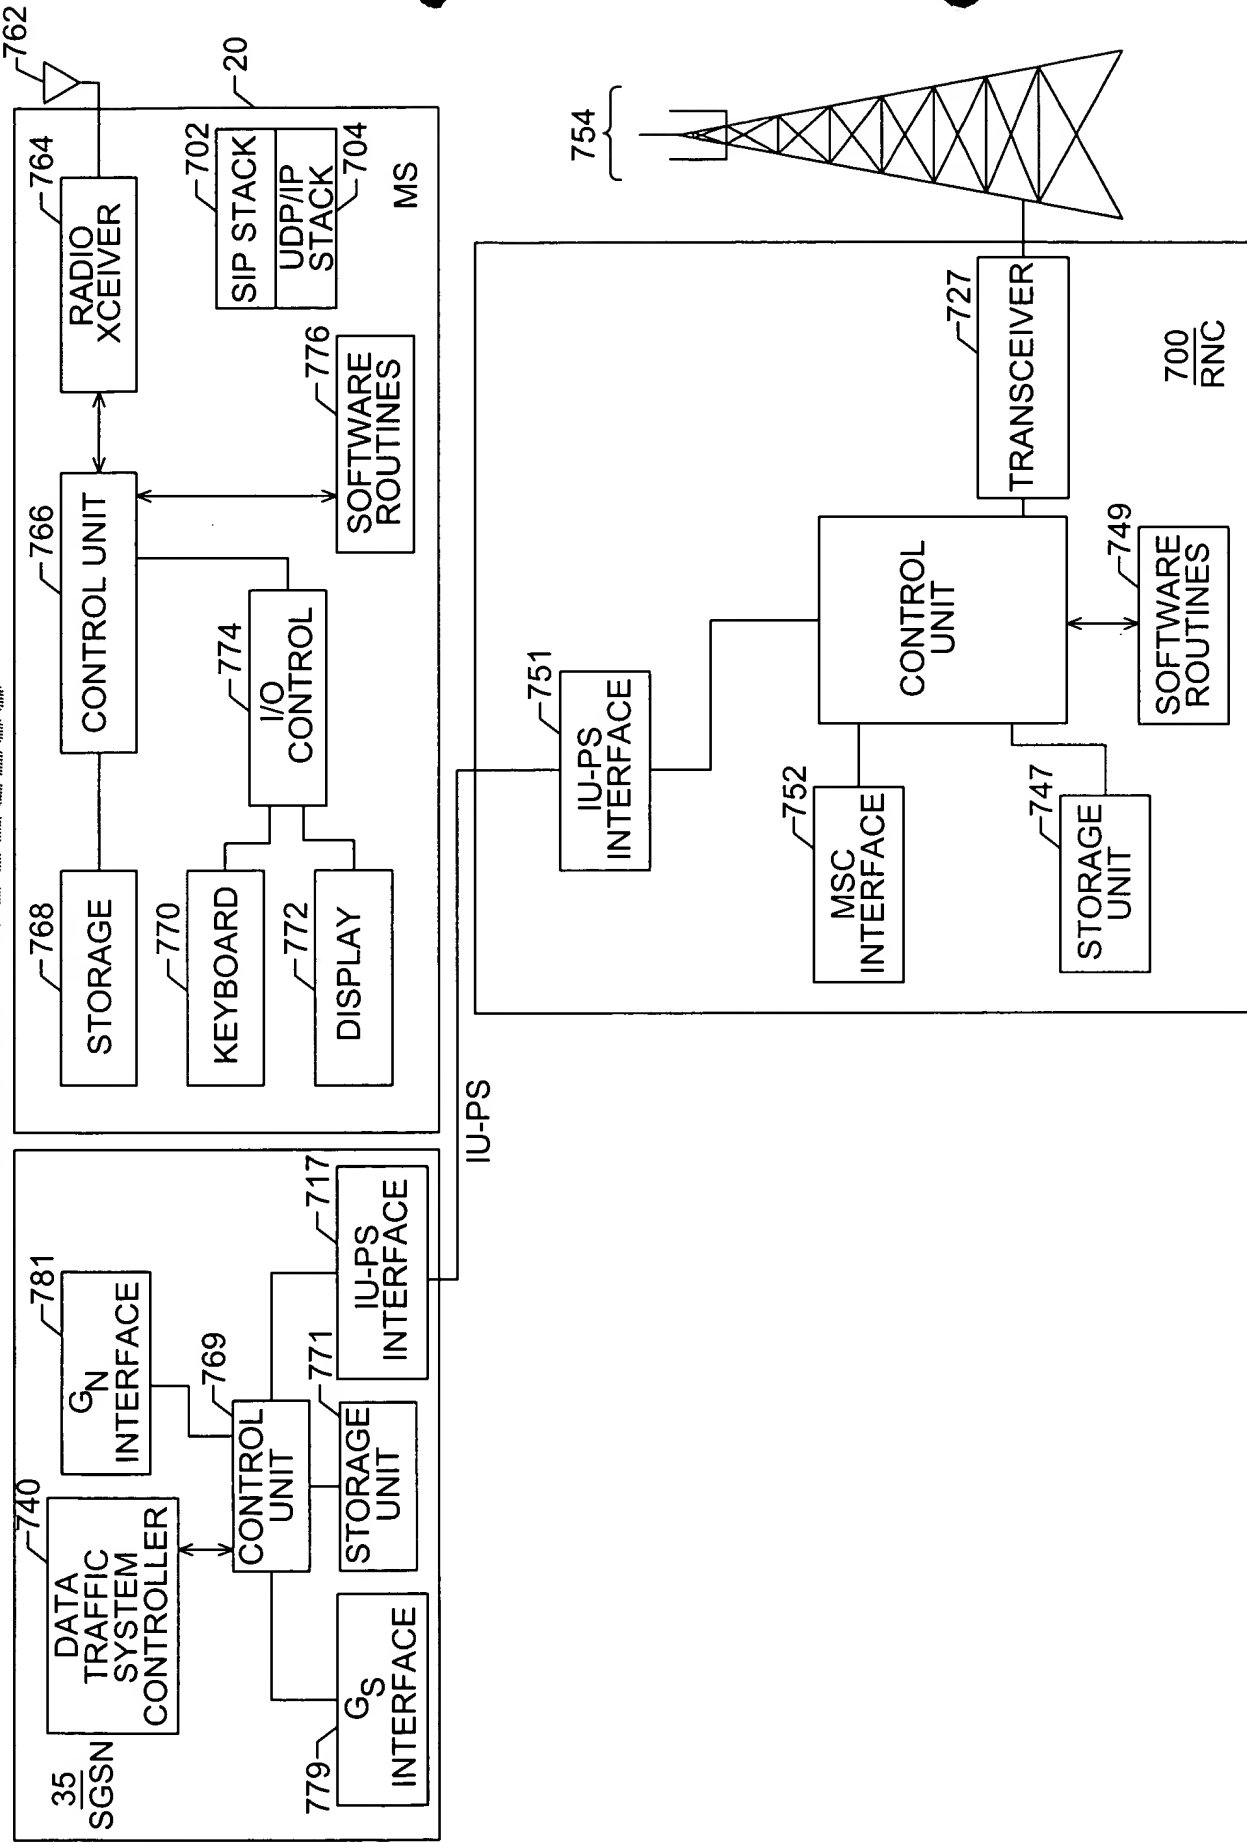 35
SGSN
740
DATA
TRAFFIC
SYSTEM
CONTROLLER
781
GN
INTERFACE
769
CONTROL
UNIT
779
GS
INTERFACE
771
STORAGE
UNIT
717
IU-PS
INTERFACE
IU-PS
768
STORAGE
766
CONTROL UNIT
764
RADIO
XCEIVER
762
20
770
KEYBOARD
774
I/O
CONTROL
772
DISPLAY
776
SOFTWARE
ROUTINES
702
SIP STACK
UDP/IP
STACK
704
MS
751
IU-PS
INTERFACE
752
MSC
INTERFACE
CONTROL
UNIT
727
TRANSCEIVER
754
747
STORAGE
UNIT
749
SOFTWARE
ROUTINES
700
RNC